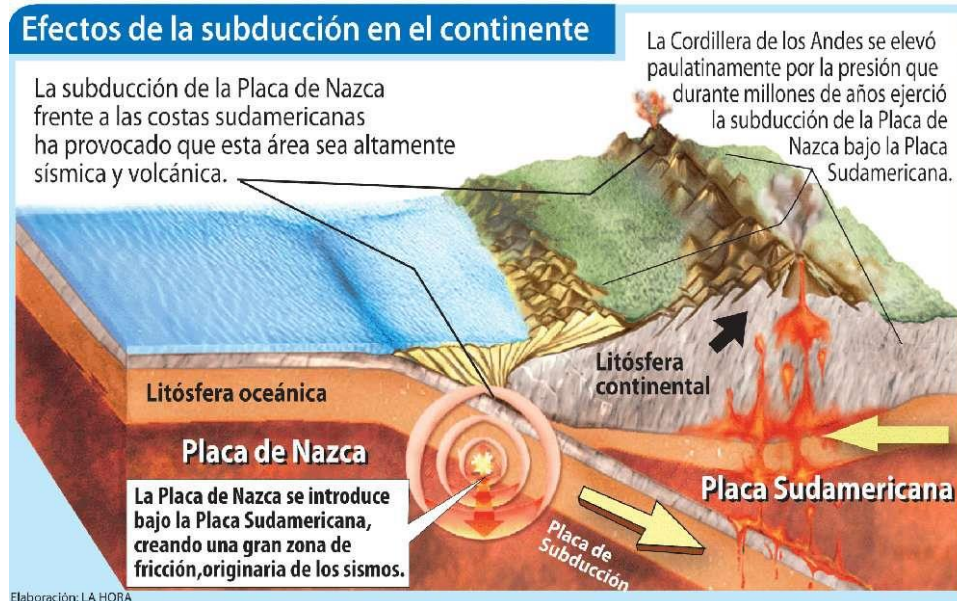 Efectos de la subducción en el continente
La subducción de la Placa de Nazca
frente a las costas sudamericanas
ha provocado que esta área sea altamente
sísmica y volcánica.
La Cordillera de los Andes se elevó
paulatinamente por la presión que
durante millones de años ejerció
la subducción de la Placa de
Nazca bajo la Placa
Sudamericana.
Litósfera
continental
Litósfera oceánica
Placa de Nazca
Placa Sudamericana
La Placa de Nazca se introduce
bajo la Placa Sudamericana,
creando una gran zona de
fricción,originaria de los sismos.
Placa de
Subducción
Elaboración: LA HORA